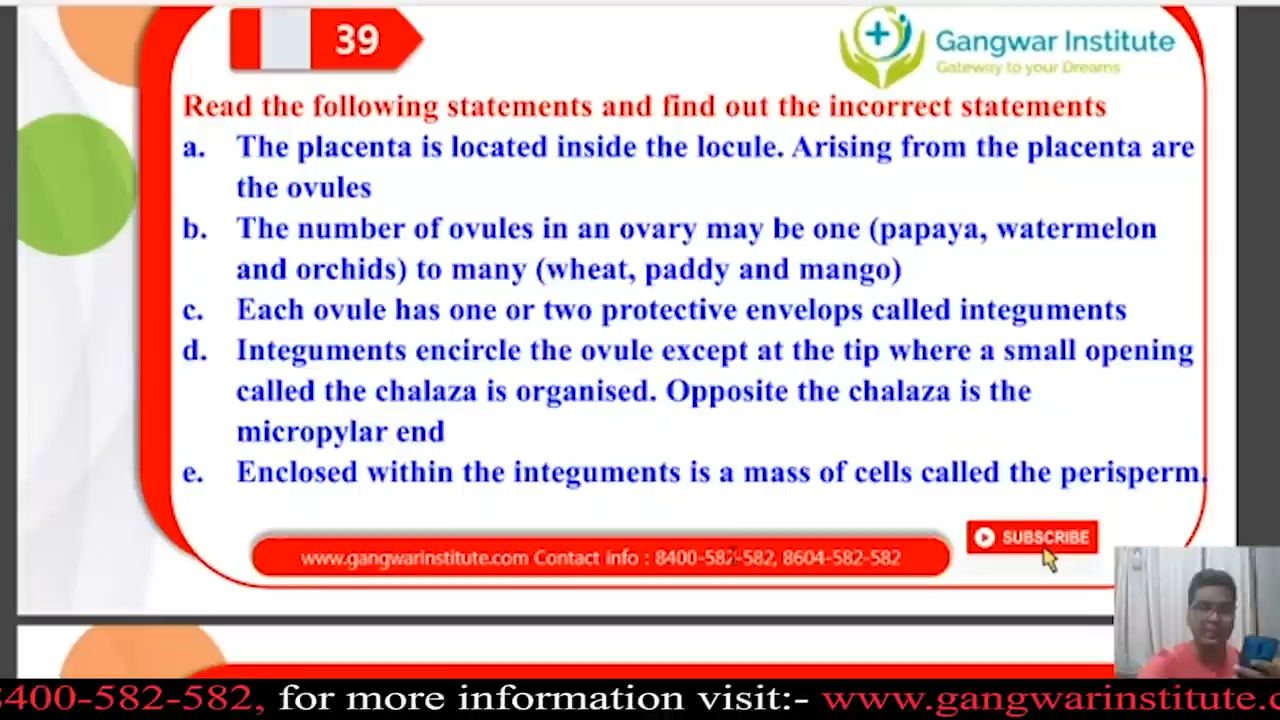 39
Gangwar Institute
Gateway to your Dreams
Read the following statements and find out the incorrect statements
a. The placenta is located inside the locule. Arising from the placenta are
the ovules
b. The number of ovules in an ovary may be one (papaya, watermelon
and orchids) to many (wheat, paddy and mango)
c. Each ovule has one or two protective envelops called integuments
d. Integuments encircle the ovule except at the tip where a small opening
called the chalaza is organised. Opposite the chalaza is the
micropylar end
e. Enclosed within the integuments is a mass of cells called the perisperm.
www.gangwarinstitute.com Contact info : 8400-582-582, 8604-582-582
SUBSCRIBE
8400-582-582, for more information visit:- www.gangwarinstitute.c